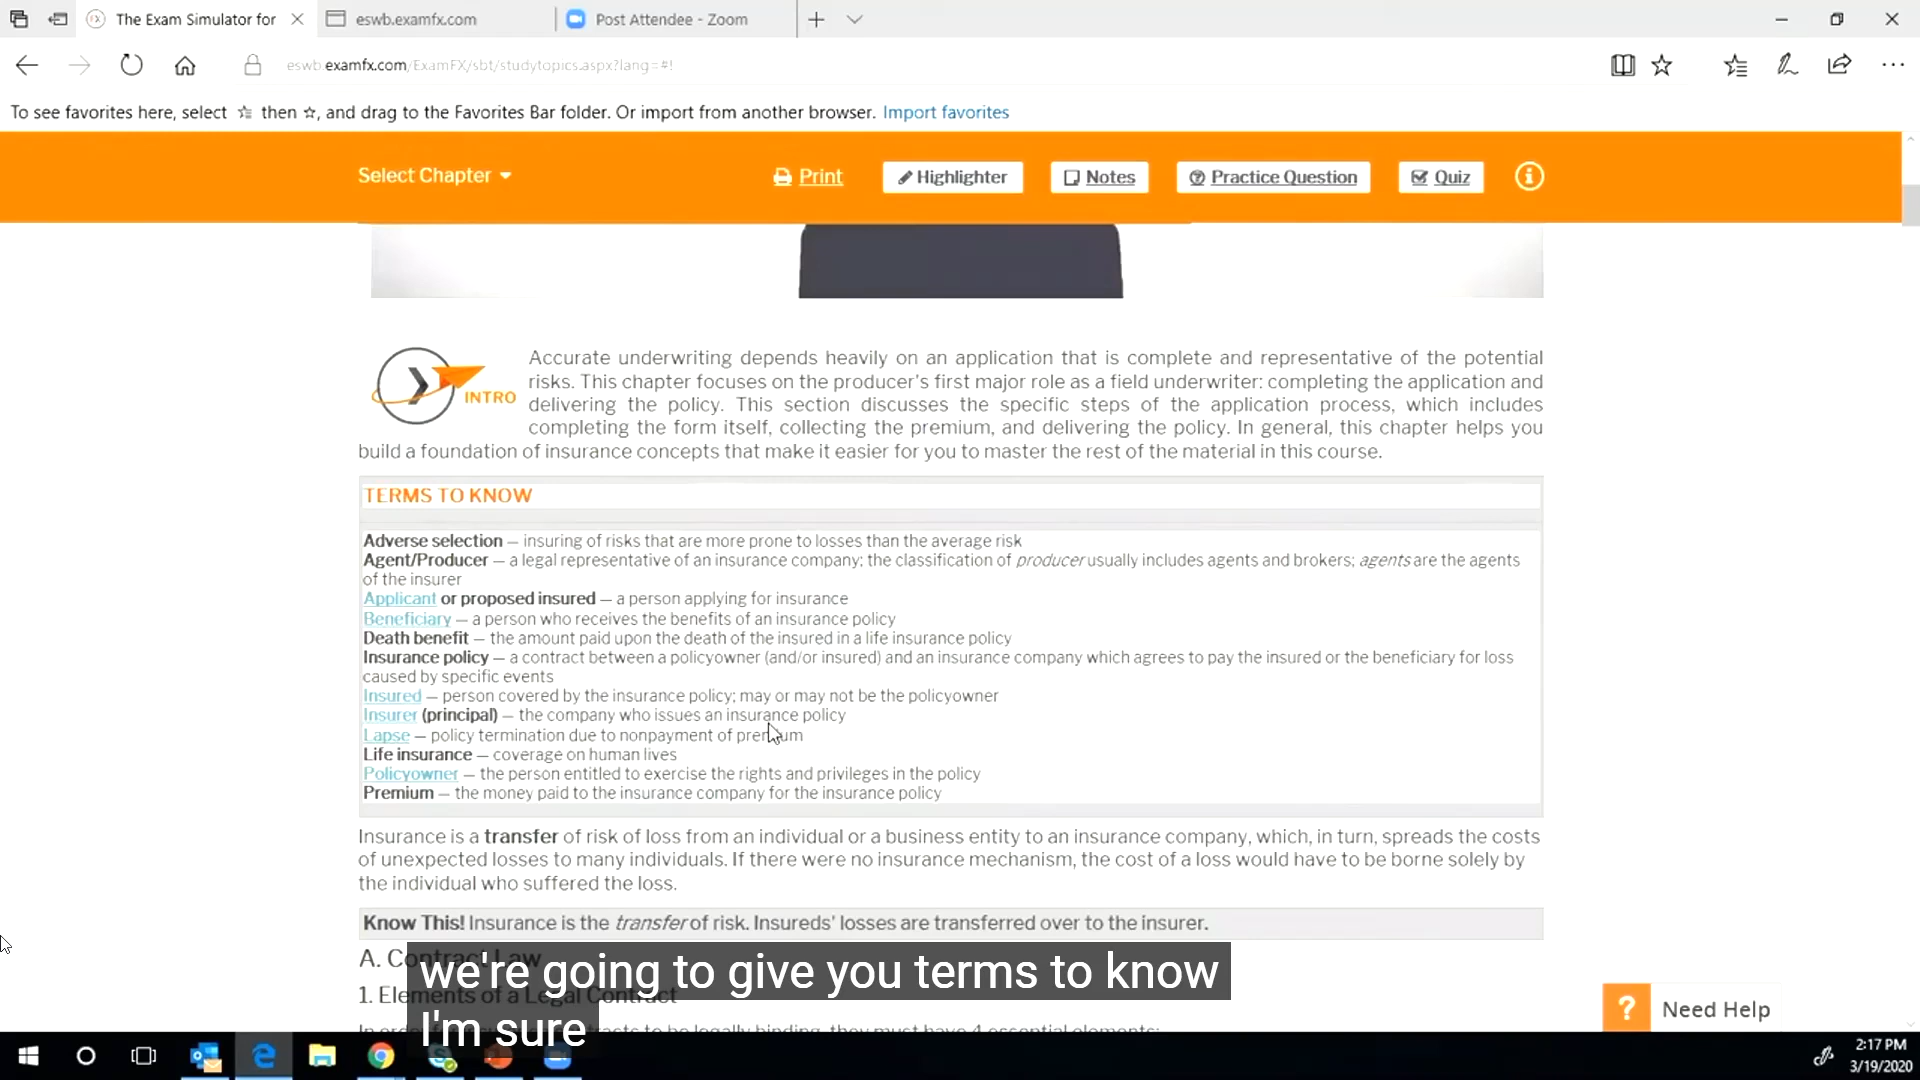 The Exam Simulator for
eswb.examfx.com
Post Attendee - Zoom
eswb.examfx.com/ExamFX/sbt/studytopics.aspx?lang=#!
To see favorites here, select then ☆, and drag to the Favorites Bar folder. Or import from another browser. Import favorites
Select Chapter
Print
Highlighter
Notes
Practice Question
Quiz
INTRO
Accurate underwriting depends heavily on an application that is complete and representative of the potential
risks. This chapter focuses on the producer's first major role as a field underwriter: completing the application and
delivering the policy. This section discusses the specific steps of the application process, which includes
completing the form itself, collecting the premium, and delivering the policy. In general, this chapter helps you
build a foundation of insurance concepts that make it easier for you to master the rest of the material in this course.
TERMS TO KNOW
Adverse selection – insuring of risks that are more prone to losses than the average risk
Agent/Producer – a legal representative of an insurance company; the classification of producer usually includes agents and brokers; agents are the agents
of the insurer
Applicant or proposed insured – a person applying for insurance
Beneficiary – a person who receives the benefits of an insurance policy
Death benefit – the amount paid upon the death of the insured in a life insurance policy
Insurance policy – a contract between a policyowner (and/or insured) and an insurance company which agrees to pay the insured or the beneficiary for loss
caused by specific events
Insured – person covered by the insurance policy; may or may not be the policyowner
Insurer (principal) – the company who issues an insurance policy
Lapse – policy termination due to nonpayment of premium
Life insurance – coverage on human lives
Policyowner – the person entitled to exercise the rights and privileges in the policy
Premium – the money paid to the insurance company for the insurance policy
Insurance is a transfer of risk of loss from an individual or a business entity to an insurance company, which, in turn, spreads the costs
of unexpected losses to many individuals. If there were no insurance mechanism, the cost of a loss would have to be borne solely by
the individual who suffered the loss.
Know This! Insurance is the transfer of risk. Insureds' losses are transferred over to the insurer.
A. Contract Law
we're going to give you terms to know
1. Elements of a Legal Contract
I'm sure
to be legally binding, they must have 4 essential elements:
? Need Help
2:17 PM
3/19/2020